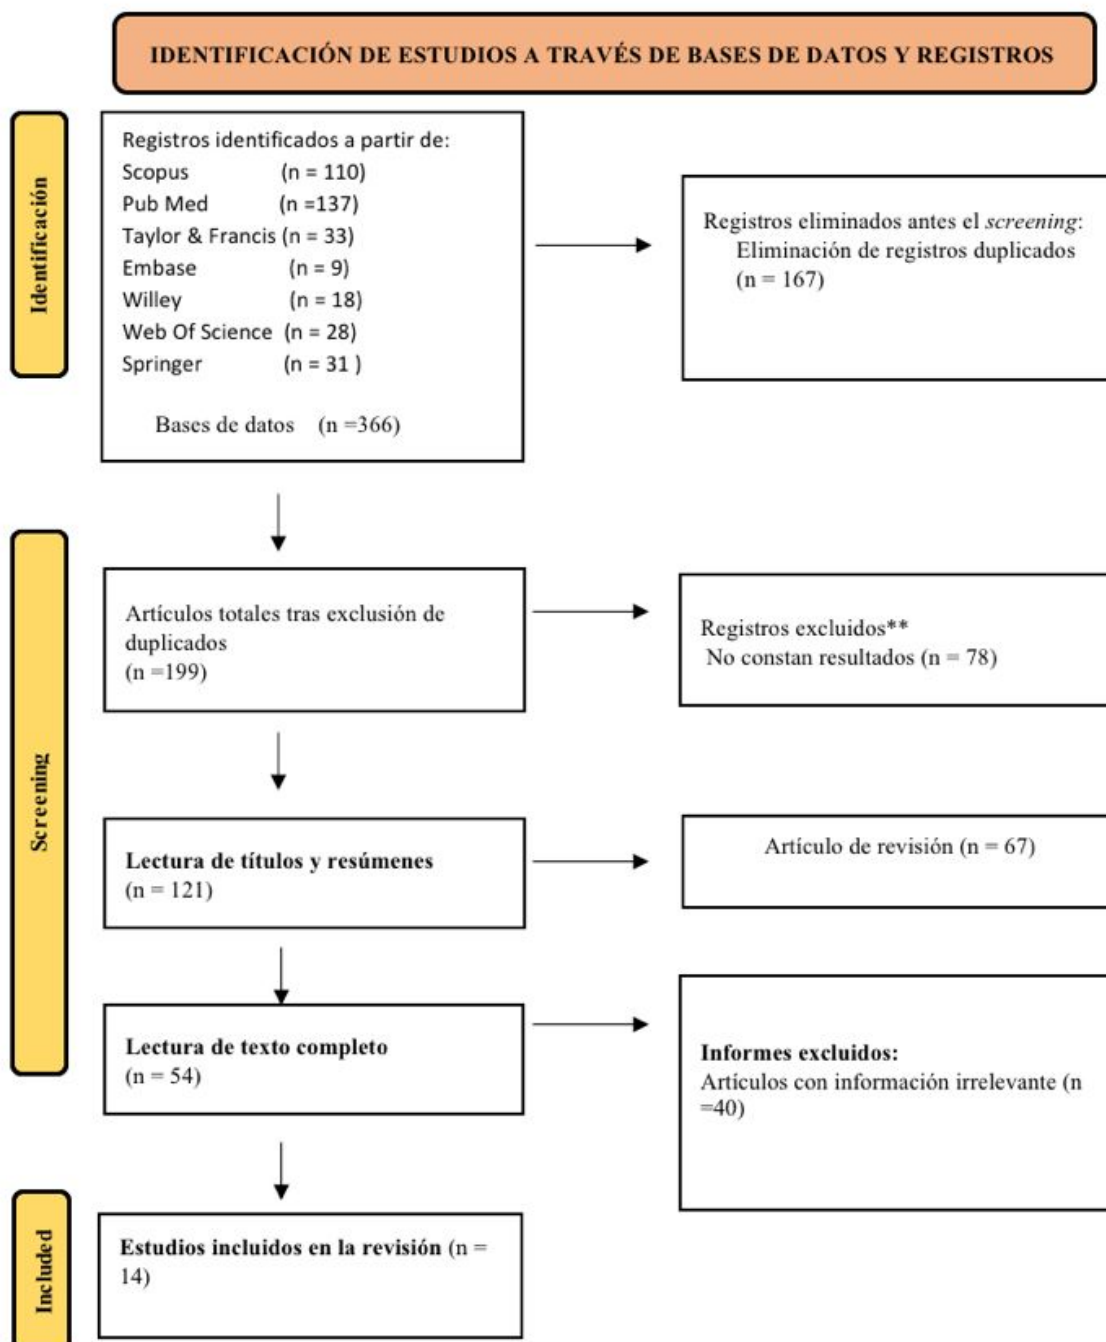 IDENTIFICACIÓN DE ESTUDIOS A TRAVÉS DE BASES DE DATOS Y REGISTROS
Identificación
Registros identificados a partir de:
Scopus (n = 110)
Pub Med (n =137)
Taylor & Francis (n = 33)
Embase (n = 9)
Willey (n = 18)
Web Of Science (n = 28)
Springer (n = 31 )
Bases de datos (n =366)
Registros eliminados antes el screening:
Eliminación de registros duplicados
(n = 167)
Screening
Artículos totales tras exclusión de
duplicados
(n =199)
Registros excluidos**
No constan resultados (n = 78)
Lectura de títulos y resúmenes
(n = 121)
Artículo de revisión (n = 67)
Lectura de texto completo
(n = 54)
Informes excluidos:
Artículos con información irrelevante (n
=40)
Included
Estudios incluidos en la revisión (n =
14)